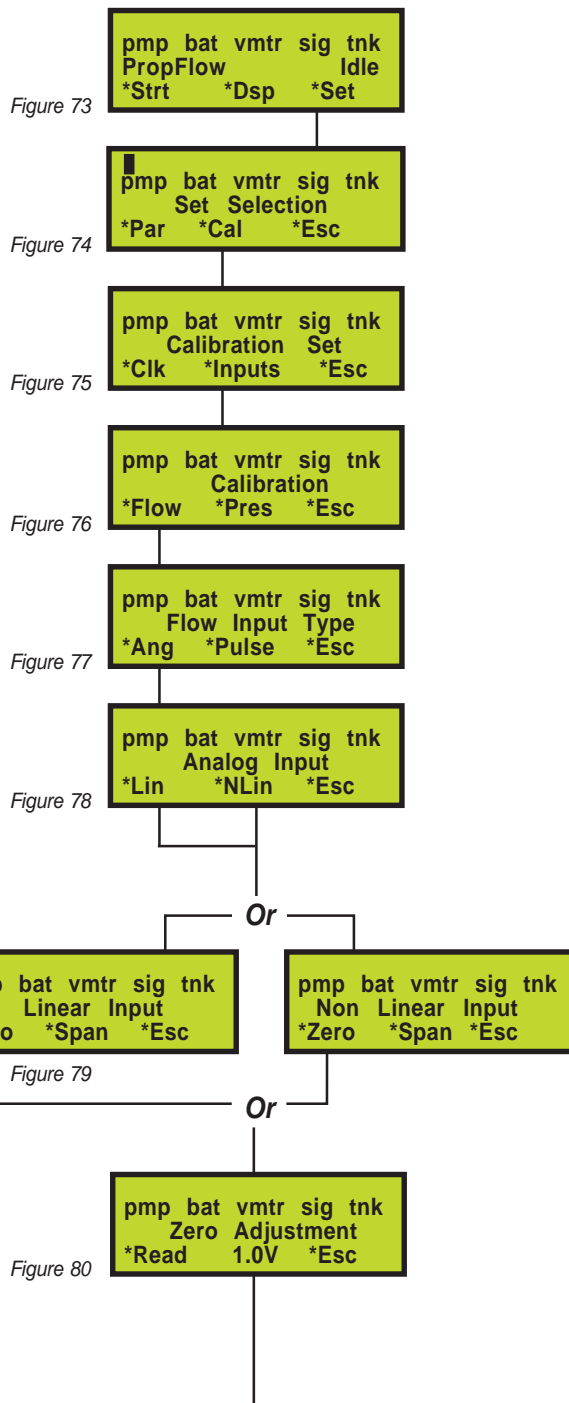 pmp bat vmtr sig tnk
PropFlow Idle
*Strt *Dsp *Set
Figure 73
pmp bat vmtr sig tnk
Set Selection
*Par *Cal *Esc
Figure 74
pmp bat vmtr sig tnk
Calibration Set
*Clk *Inputs *Esc
Figure 75
pmp bat vmtr sig tnk
Calibration
*Flow *Pres *Esc
Figure 76
pmp bat vmtr sig tnk
Flow Input Type
*Ang *Pulse *Esc
Figure 77
pmp bat vmtr sig tnk
Analog Input
*Lin *NLin *Esc
Figure 78
Or
bat vmtr sig tnk
Linear Input
*Span *Esc
pmp bat vmtr sig tnk
Non Linear Input
*Zero *Span *Esc
Figure 79
Or
pmp bat vmtr sig tnk
Zero Adjustment
*Read 1.0V *Esc
Figure 80